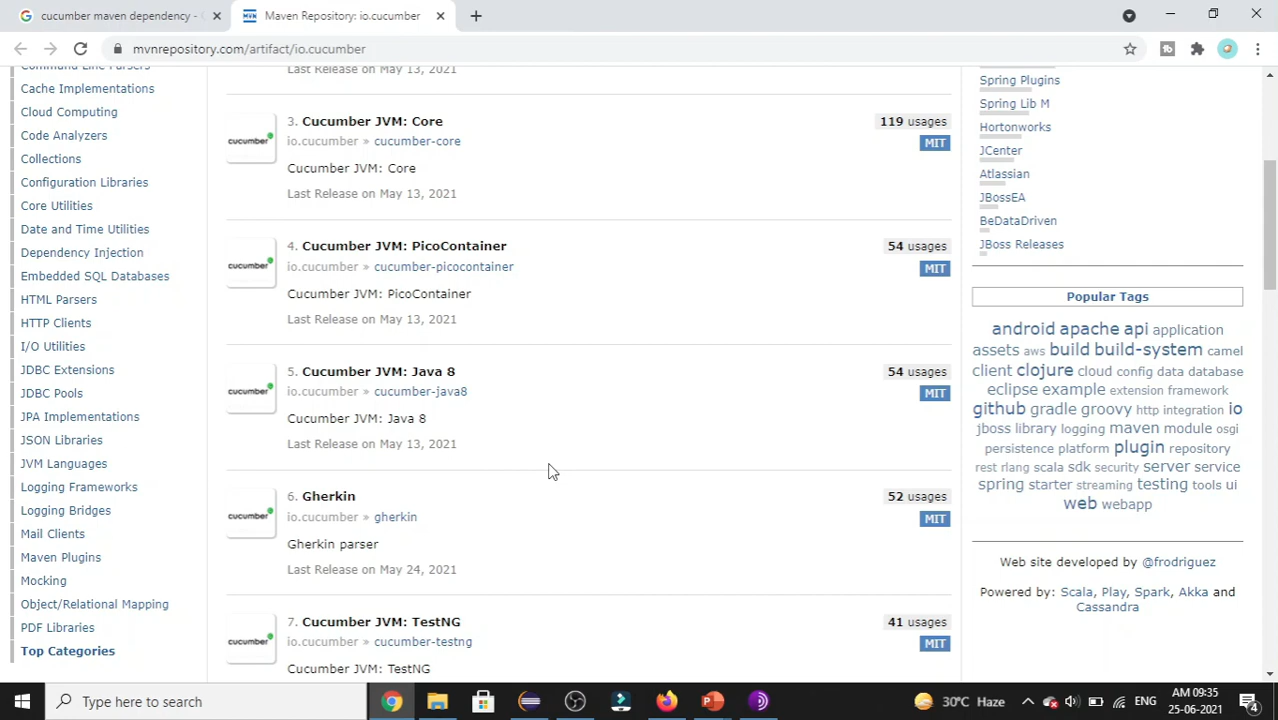 cucumber maven dependency - 
Maven Repository: io.cucumber
mvnrepository.com/artifact/io.cucumber
Command Line Parsers
Cache Implementations
Cloud Computing
Code Analyzers
Collections
Configuration Libraries
Core Utilities
Date and Time Utilities
Dependency Injection
Embedded SQL Databases
HTML Parsers
HTTP Clients
I/O Utilities
JDBC Extensions
JDBC Pools
JPA Implementations
JSON Libraries
JVM Languages
Logging Frameworks
Logging Bridges
Mail Clients
Maven Plugins
Mocking
Object/Relational Mapping
PDF Libraries
Top Categories
Last Release on May 13, 2021
3. Cucumber JVM: Core
119 usages
io.cucumber » cucumber-core
MIT
Cucumber JVM: Core
Last Release on May 13, 2021
cucumber
4. Cucumber JVM: PicoContainer
54 usages
io.cucumber » cucumber-picocontainer
MIT
Cucumber JVM: PicoContainer
Last Release on May 13, 2021
cucumber
5. Cucumber JVM: Java 8
54 usages
io.cucumber » cucumber-java8
MIT
Cucumber JVM: Java 8
Last Release on May 13, 2021
cucumber
6. Gherkin
52 usages
io.cucumber » gherkin
MIT
Gherkin parser
Last Release on May 24, 2021
cucumber
7. Cucumber JVM: TestNG
41 usages
io.cucumber » cucumber-testng
MIT
Cucumber JVM: TestNG
cucumber
Spring Plugins
Spring Lib M
Hortonworks
JCenter
Atlassian
JBossEA
BeDataDriven
JBoss Releases
Popular Tags
android apache api application
assets aws build build-system camel
client clojure cloud config data database
eclipse example extension framework
github gradle groovy http integration io
jboss library logging maven module osgi
persistence platform plugin repository
rest rlang scala sdk security server service
spring starter streaming testing tools ui
web webapp
Web site developed by @frodriguez
Powered by: Scala, Play, Spark, Akka and
Cassandra
Type here to search
30°C Haze
ENG
AM 09:35
25-06-2021
4